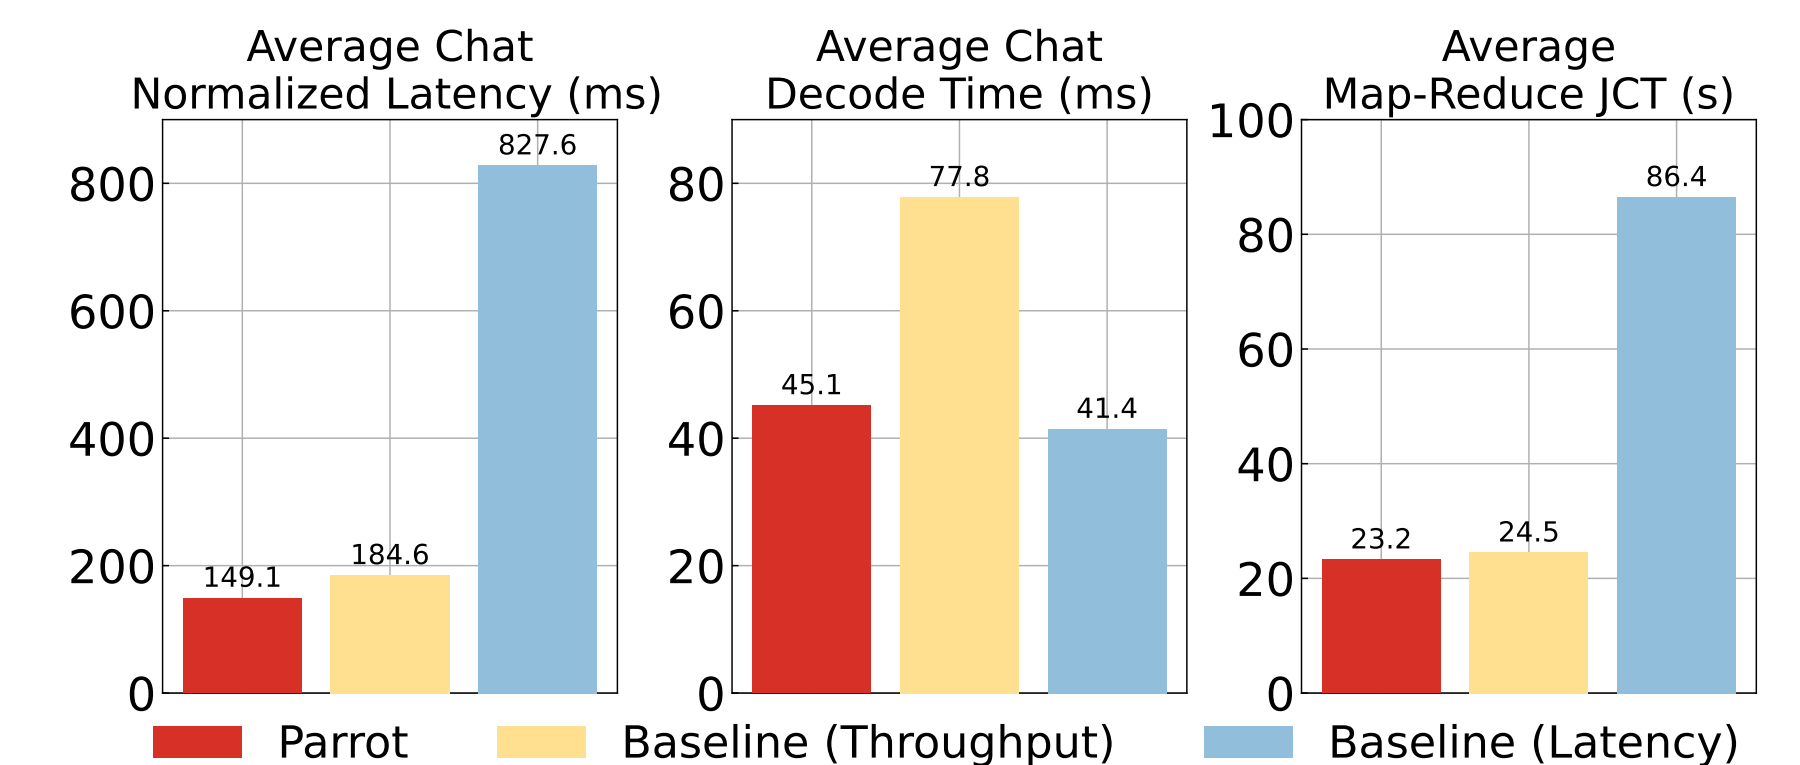 Average Chat
Normalized Latency (ms)
800
600
400
200
0
149.1
184.6
827.6
Average Chat
Decode Time (ms)
80
60
40
20
0
45.1
77.8
41.4
Average
Map-Reduce JCT (s)
100
80
60
40
20
0
23.2
24.5
86.4
Parrot
Baseline (Throughput)
Baseline (Latency)